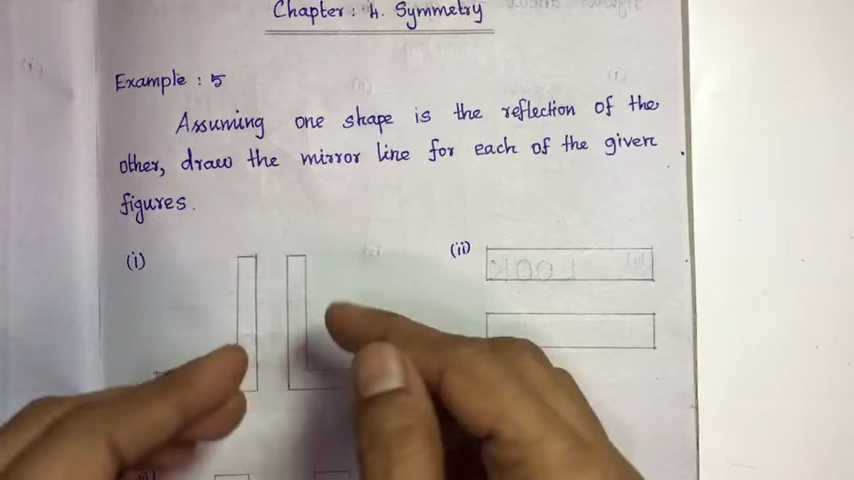 Chapter: 4. Symmetry
Example : 5
Assuming one shape is the reflection of the
other, draw the mirror line for each of the given
figures.
(i) (ii)